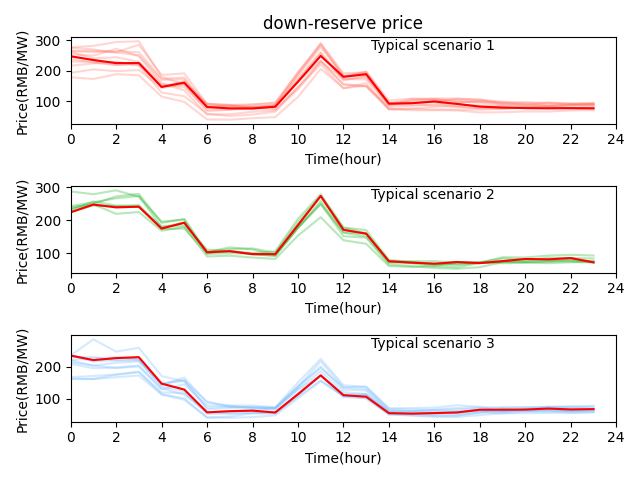 down-reserve price
Typical scenario 1
Price(RMB/MW)
300
200
100
0 2 4 6 8 10 12 14 16 18 20 22 24
Time(hour)
Typical scenario 2
Price(RMB/MW)
300
200
100
0 2 4 6 8 10 12 14 16 18 20 22 24
Time(hour)
Typical scenario 3
Price(RMB/MW)
200
100
0 2 4 6 8 10 12 14 16 18 20 22 24
Time(hour)